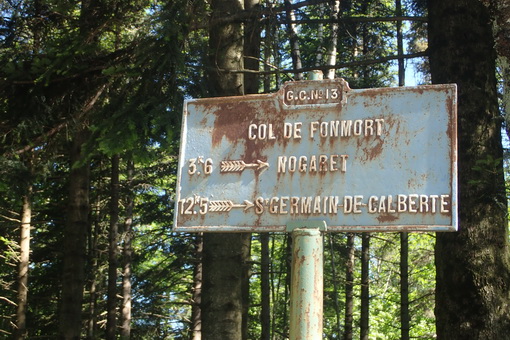 G.C. No 13
COL DE FONMORT
3K6 NOGARET
12K5 ST GERMAIN DE CALBERTE